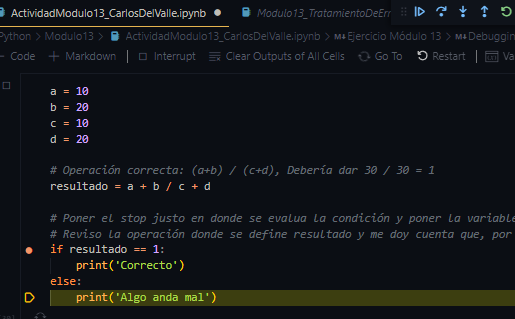 ActividadModulo13_CarlosDelValle.ipynb Modulo13_TratamientoDeErr
Python > Modulo13 > ActividadModulo13_CarlosDelValle.ipynb > Ejercicio Módulo 13 > Debuggin
Code + Markdown Interrupt Clear Outputs of All Cells Go To Restart Va
a = 10
b = 20
c = 10
d = 20
# Operación correcta: (a+b) / (c+d), Debería dar 30 / 30 = 1
resultado = a + b / c + d
# Poner el stop justo en donde se evalua la condición y poner la variable
# Reviso la operación donde se define resultado y me doy cuenta que, por
if resultado == 1:
print('Correcto')
else:
print('Algo anda mal')